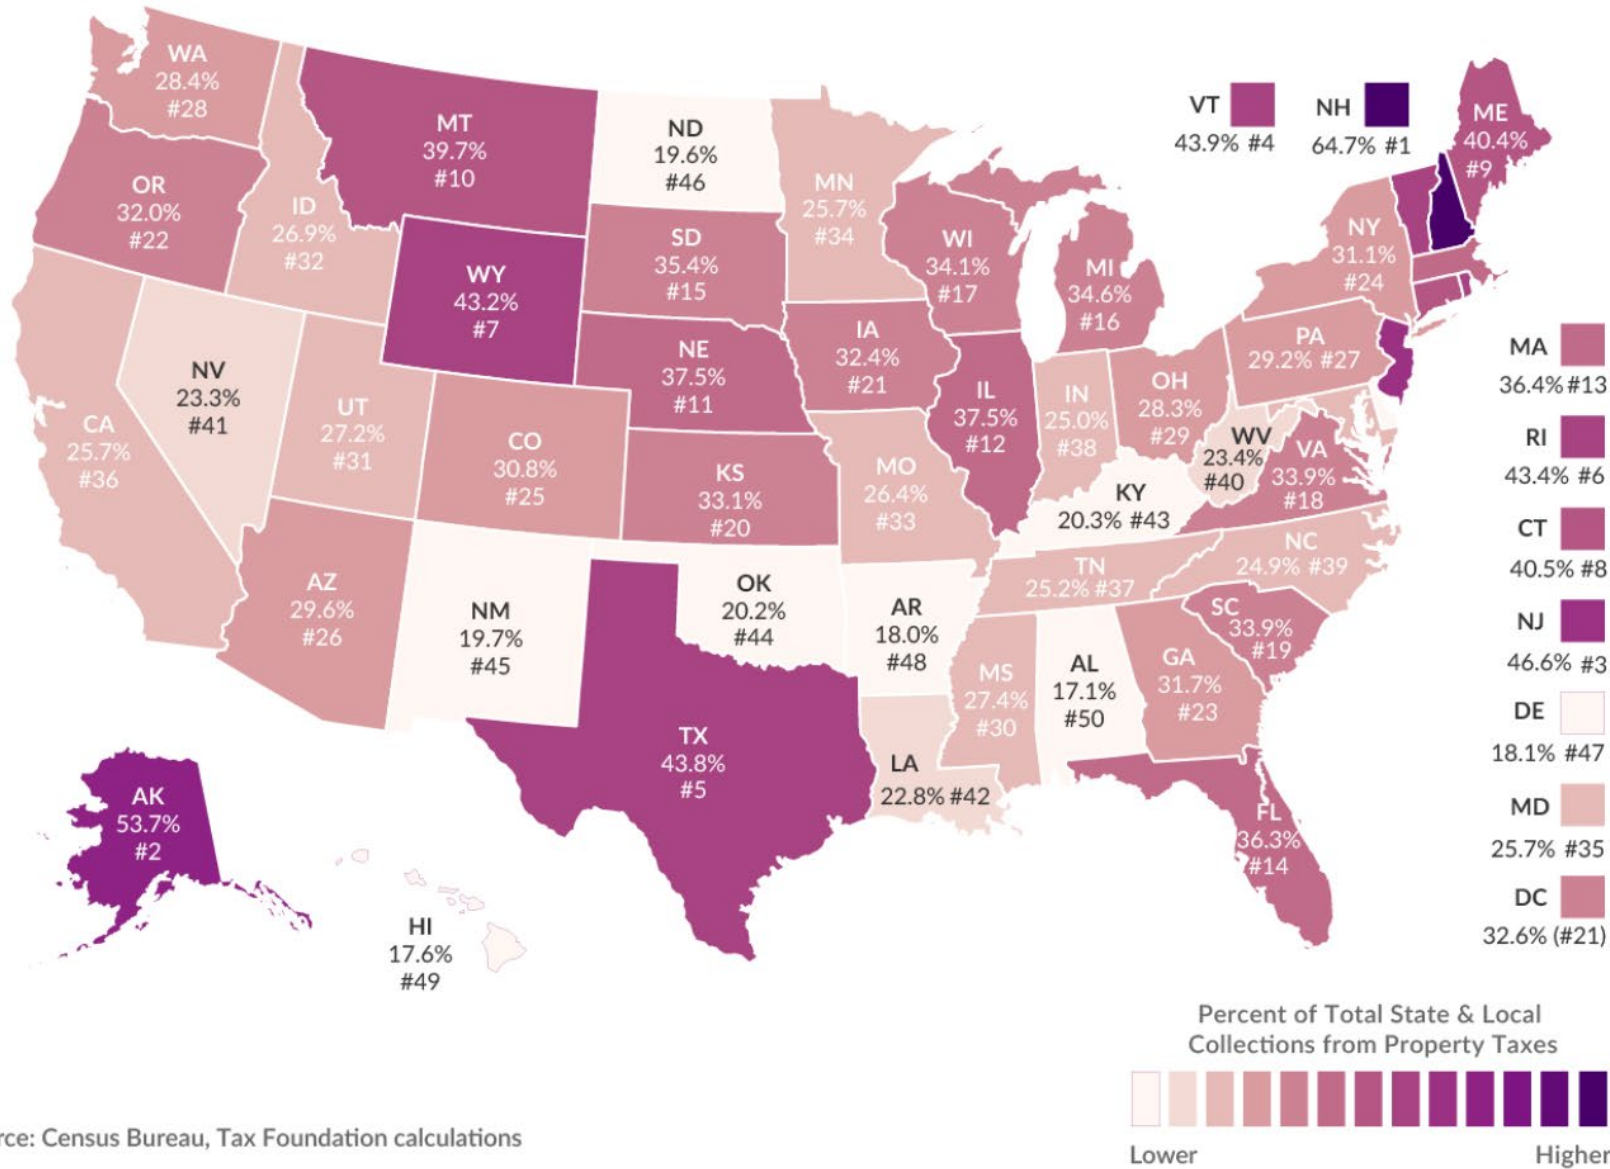 WA
28.4%
#28
MT
39.7%
#10
ND
19.6%
#46
MN
25.7%
#34
VT
43.9% #4
NH
64.7% #1
ME
40.4%
#9
OR
32.0%
#22
ID
26.9%
#32
WY
43.2%
#7
SD
35.4%
#15
WI
34.1%
#17
MI
34.6%
#16
NY
31.1%
#24
NV
23.3%
#41
UT
27.2%
#31
NE
37.5%
#11
IA
32.4%
#21
IL
37.5%
#12
IN
25.0%
#38
OH
28.3%
#29
PA
29.2% #27
MA
36.4% #13
CA
25.7%
#36
CO
30.8%
#25
KS
33.1%
#20
MO
26.4%
#33
KY
20.3% #43
WV
23.4%
#40
VA
33.9%
#18
RI
43.4% #6
AZ
29.6%
#26
NM
19.7%
#45
OK
20.2%
#44
AR
18.0%
#48
TN
25.2% #37
NC
24.9% #39
CT
40.5% #8
TX
43.8%
#5
LA
22.8% #42
MS
27.4%
#30
AL
17.1%
#50
GA
31.7%
#23
SC
33.9%
#19
NJ
46.6% #3
DE
18.1% #47
AK
53.7%
#2
HI
17.6%
#49
FL
36.3%
#14
MD
25.7% #35
DC
32.6% (#21)
Percent of Total State & Local
Collections from Property Taxes
Lower
Higher
rce: Census Bureau, Tax Foundation calculations